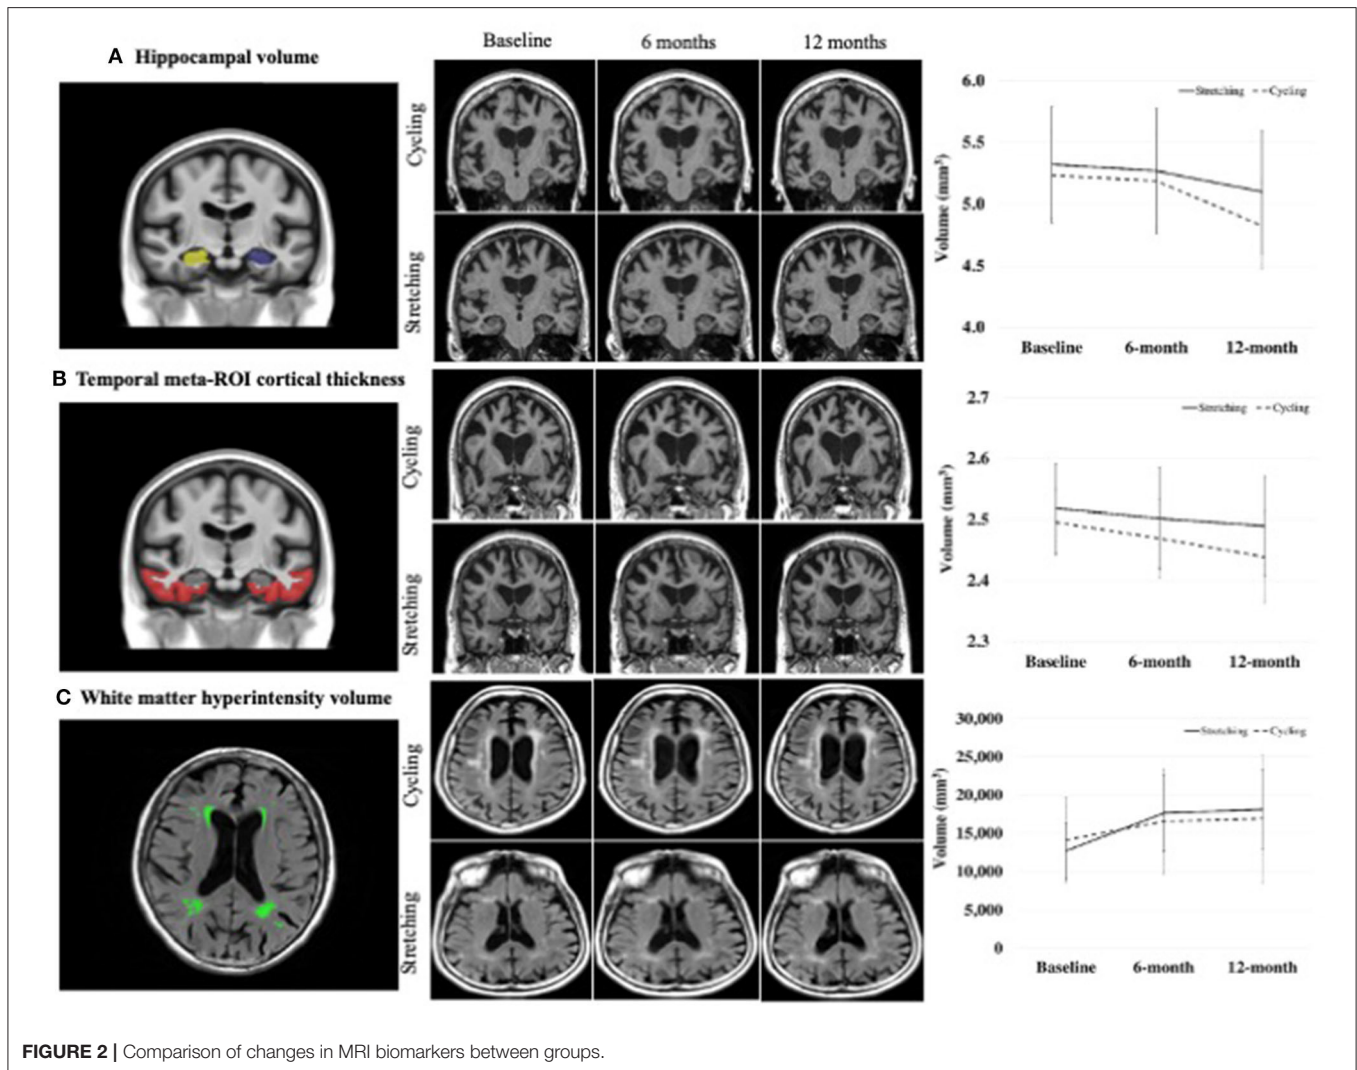 A Hippocampal volume
Baseline
6 months
12 months
Cycling
Stretching
Stretching Cycling
Volume (mm³)
6.0
5.5
5.0
4.5
4.0
Baseline 6-month 12-month
B Temporal meta-ROI cortical thickness
Cycling
Stretching
Stretching Cycling
Volume (mm³)
2.7
2.6
2.5
2.4
2.3
Baseline 6-month 12-month
C White matter hyperintensity volume
Cycling
Stretching
Stretching Cycling
Volume (mm³)
30,000
25,000
20,000
15,000
10,000
5,000
0
Baseline 6-month 12-month
FIGURE 2 | Comparison of changes in MRI biomarkers between groups.